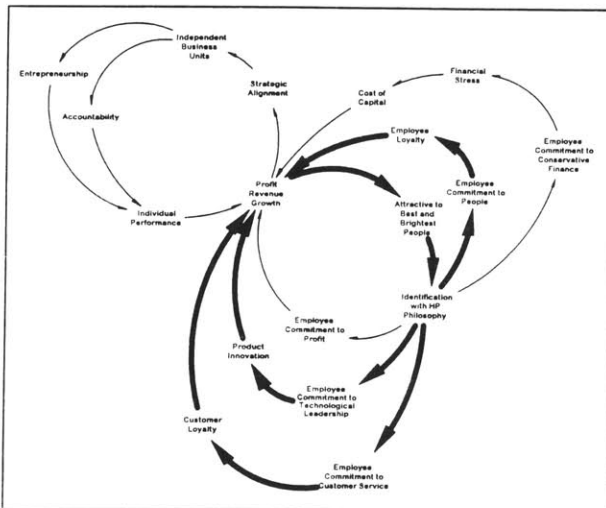 Independent
Business
Units
Entrepreneurship
Accountability
Strategic
Alignment
Individual
Performance
Profit
Revenue
Growth
Cost of
Capital
Financial
Stress
Employee
Commitment to
Conservative
Finance
Employee
Loyalty
Employee
Commitment to
People
Attractive to
Best and
Brightest
People
Identification
with HP
Philosophy
Employee
Commitment to
Profit
Product
Innovation
Employee
Commitment to
Technological
Leadership
Customer
Loyalty
Employee
Commitment to
Customer Service